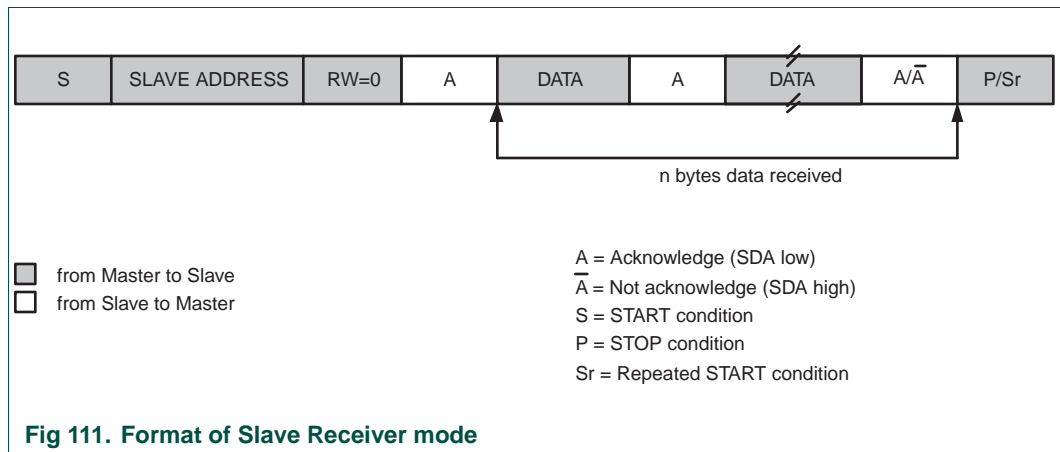 S SLAVE ADDRESS RW=0 A DATA A DATA A/A̅ P/Sr
n bytes data received
from Master to Slave
from Slave to Master
A = Acknowledge (SDA low)
A̅ = Not acknowledge (SDA high)
S = START condition
P = STOP condition
Sr = Repeated START condition
Fig 111. Format of Slave Receiver mode